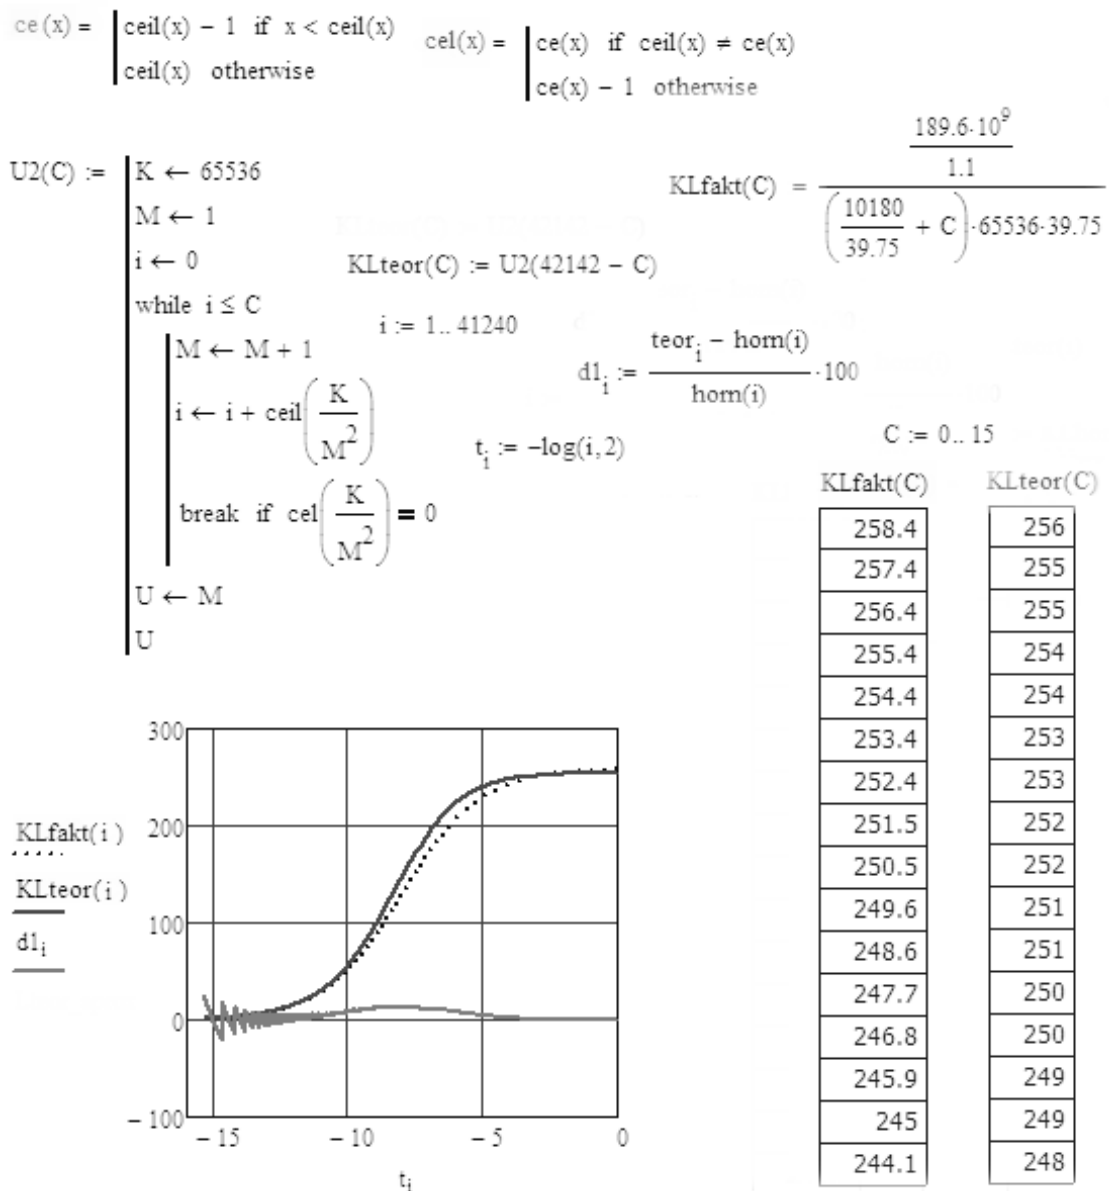 ce(x) = | ceil(x) − 1 if x < ceil(x)
ceil(x) otherwise
cel(x) = | ce(x) if ceil(x) ≠ ce(x)
ce(x) − 1 otherwise
U2(C) := | K ← 65536
M ← 1
i ← 0
while i ≤ C
M ← M + 1
i ← i + ceil(K/M^2)
break if cel(K/M^2) = 0
U ← M
U
KLfakt(C) = (189.6·10^9/1.1)/((10180/39.75 + C)·65536·39.75)
KLteor(C) := U2(42142 − C)
i := 1.. 41240
d1_i := (teor_i − horn(i))/horn(i)·100
t_i := −log(i,2)
C := 0.. 15
KLfakt(C) KLteor(C)
258.4 256
257.4 255
256.4 255
255.4 254
254.4 254
253.4 253
252.4 253
251.5 252
250.5 252
249.6 251
248.6 251
247.7 250
246.8 250
245.9 249
245 249
244.1 248
KLfakt(i)
KLteor(i)
d1_i
300
200
100
0
− 100
− 15 − 10 − 5 0
t_i